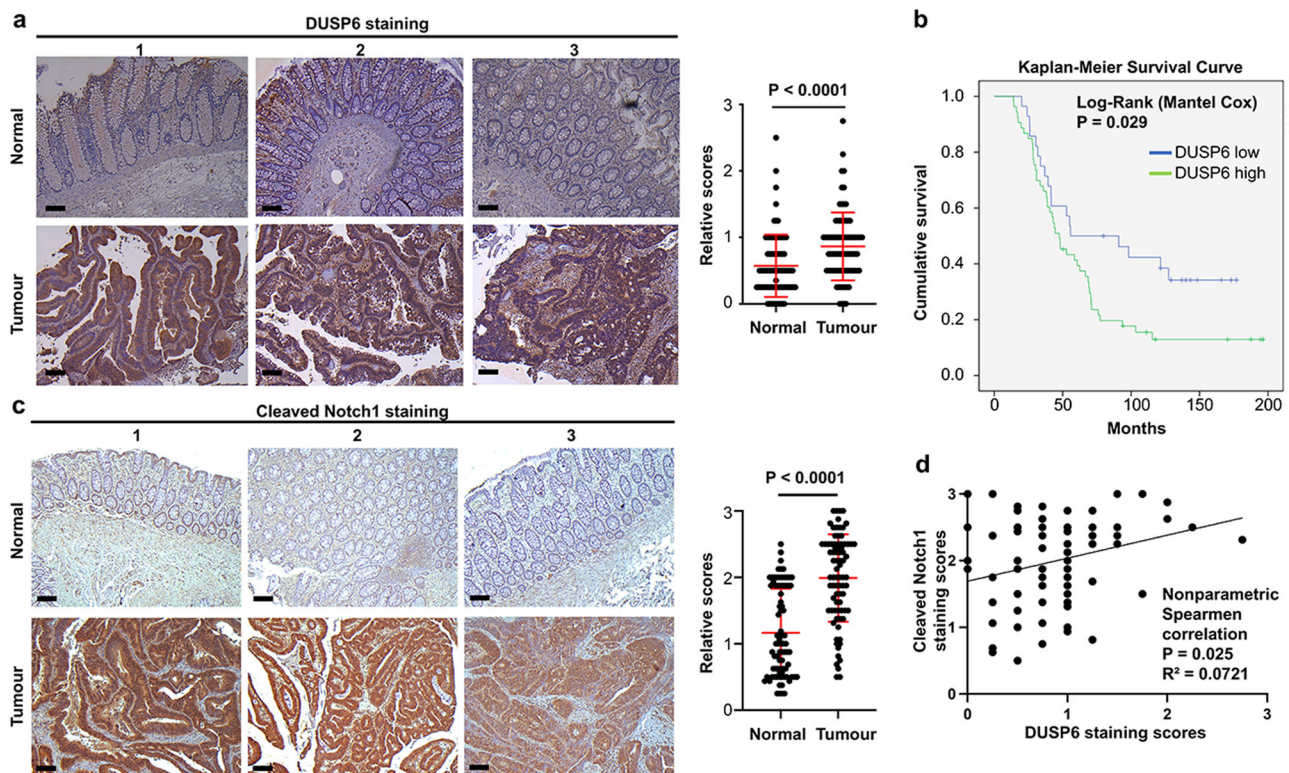 a
DUSP6 staining
1 2 3
Normal
Tumour
P < 0.0001
Relative scores
3
2
1
0
Normal Tumour
b
Kaplan-Meier Survival Curve
Log-Rank (Mantel Cox)
P = 0.029
DUSP6 low
DUSP6 high
Cumulative survival
1.0
0.8
0.6
0.4
0.2
0.0
0 50 100 150 200
Months
c
Cleaved Notch1 staining
1 2 3
Normal
Tumour
P < 0.0001
Relative scores
3
2
1
0
Normal Tumour
d
Cleaved Notch1
staining scores
3
2
1
0
Nonparametric
Spearmen
correlation
P = 0.025
R² = 0.0721
0 1 2 3
DUSP6 staining scores